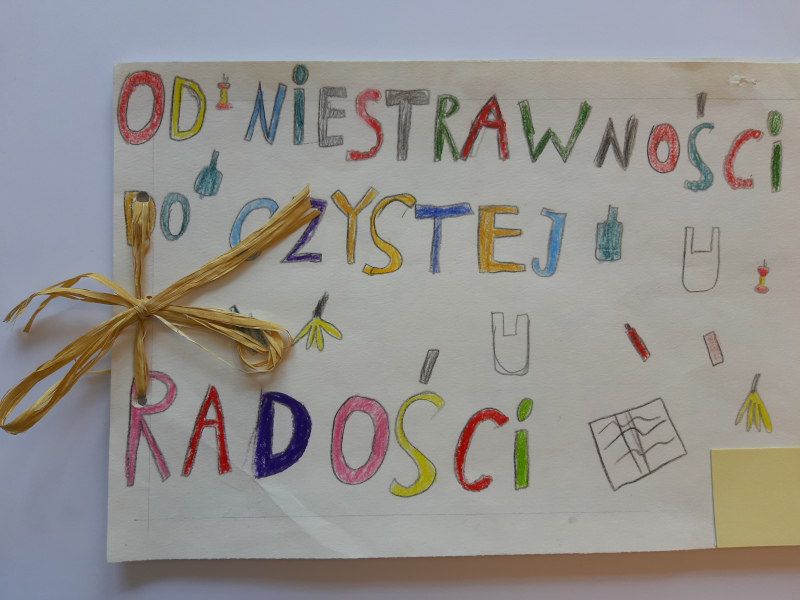 OD NIESTRAWNOŚCI
DO CZYSTEJ
RADOŚCI